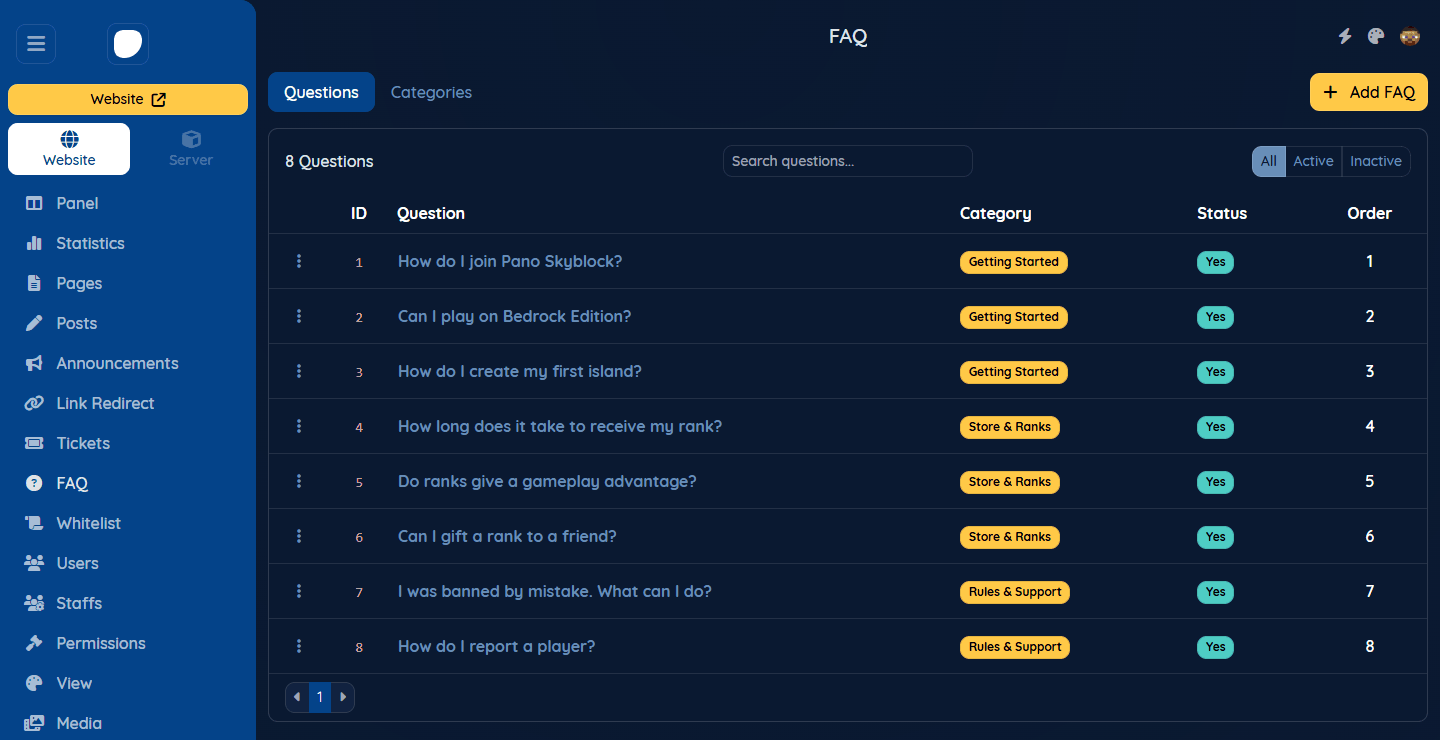 FAQ
Website
Website
Server
Panel
Statistics
Pages
Posts
Announcements
Link Redirect
Tickets
FAQ
Whitelist
Users
Staffs
Permissions
View
Media
Questions Categories
Add FAQ
8 Questions
Search questions...
All Active Inactive
ID Question Category Status Order
1 How do I join Pano Skyblock? Getting Started Yes 1
2 Can I play on Bedrock Edition? Getting Started Yes 2
3 How do I create my first island? Getting Started Yes 3
4 How long does it take to receive my rank? Store & Ranks Yes 4
5 Do ranks give a gameplay advantage? Store & Ranks Yes 5
6 Can I gift a rank to a friend? Store & Ranks Yes 6
7 I was banned by mistake. What can I do? Rules & Support Yes 7
8 How do I report a player? Rules & Support Yes 8
1